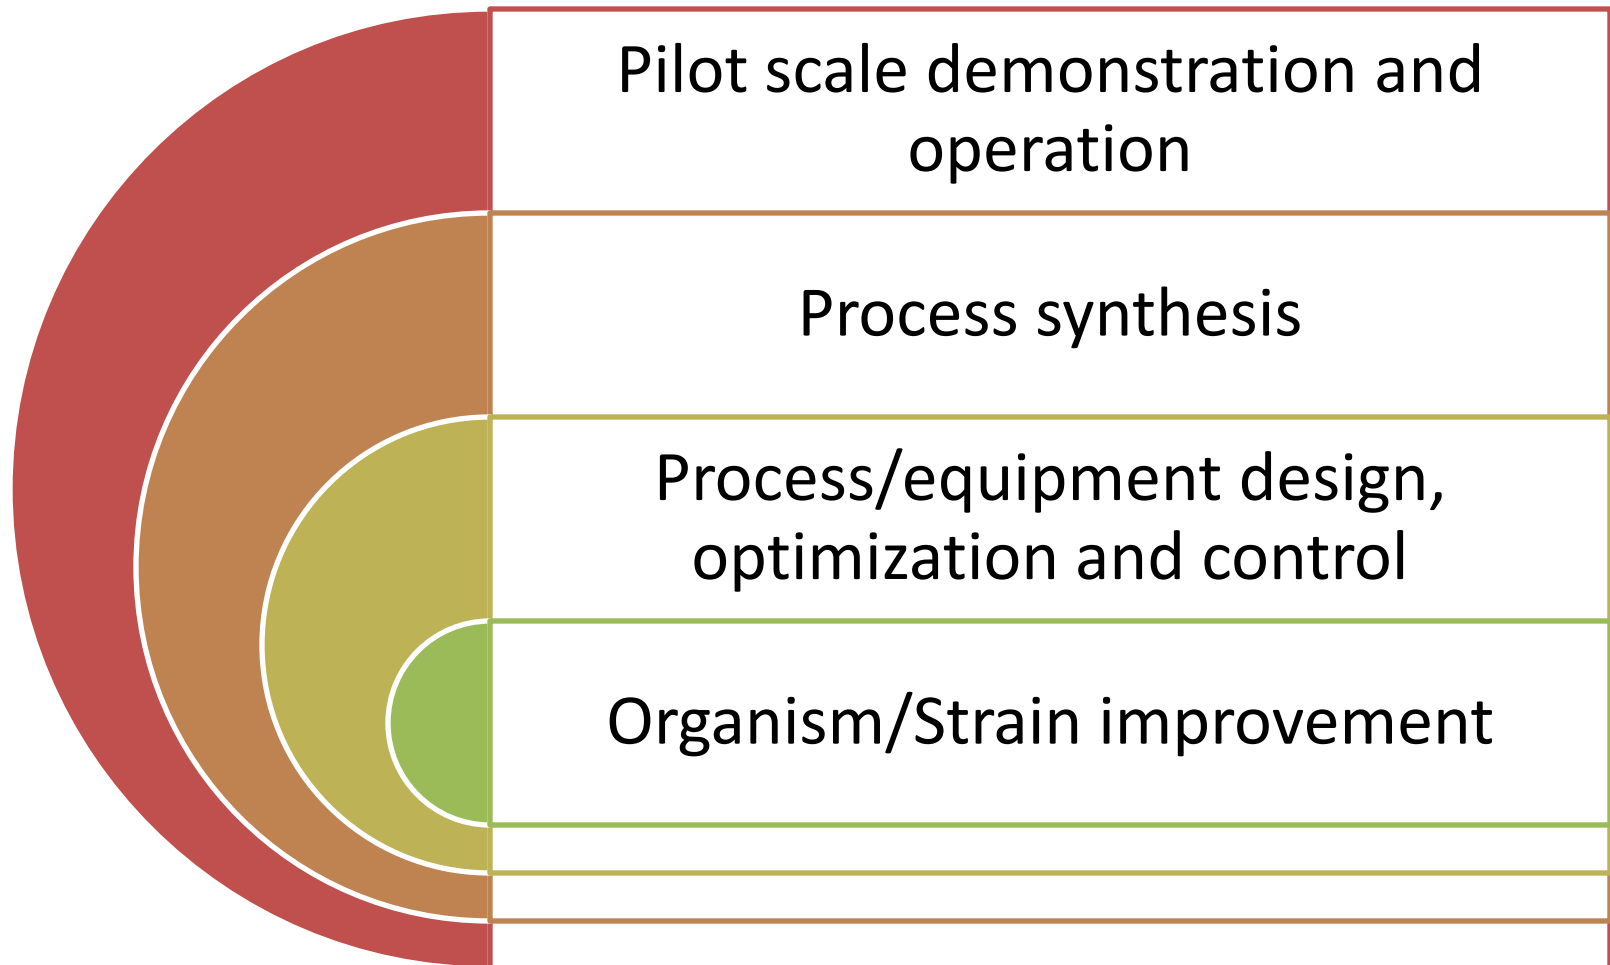 Pilot scale demonstration and
operation
Process synthesis
Process/equipment design,
optimization and control
Organism/Strain improvement